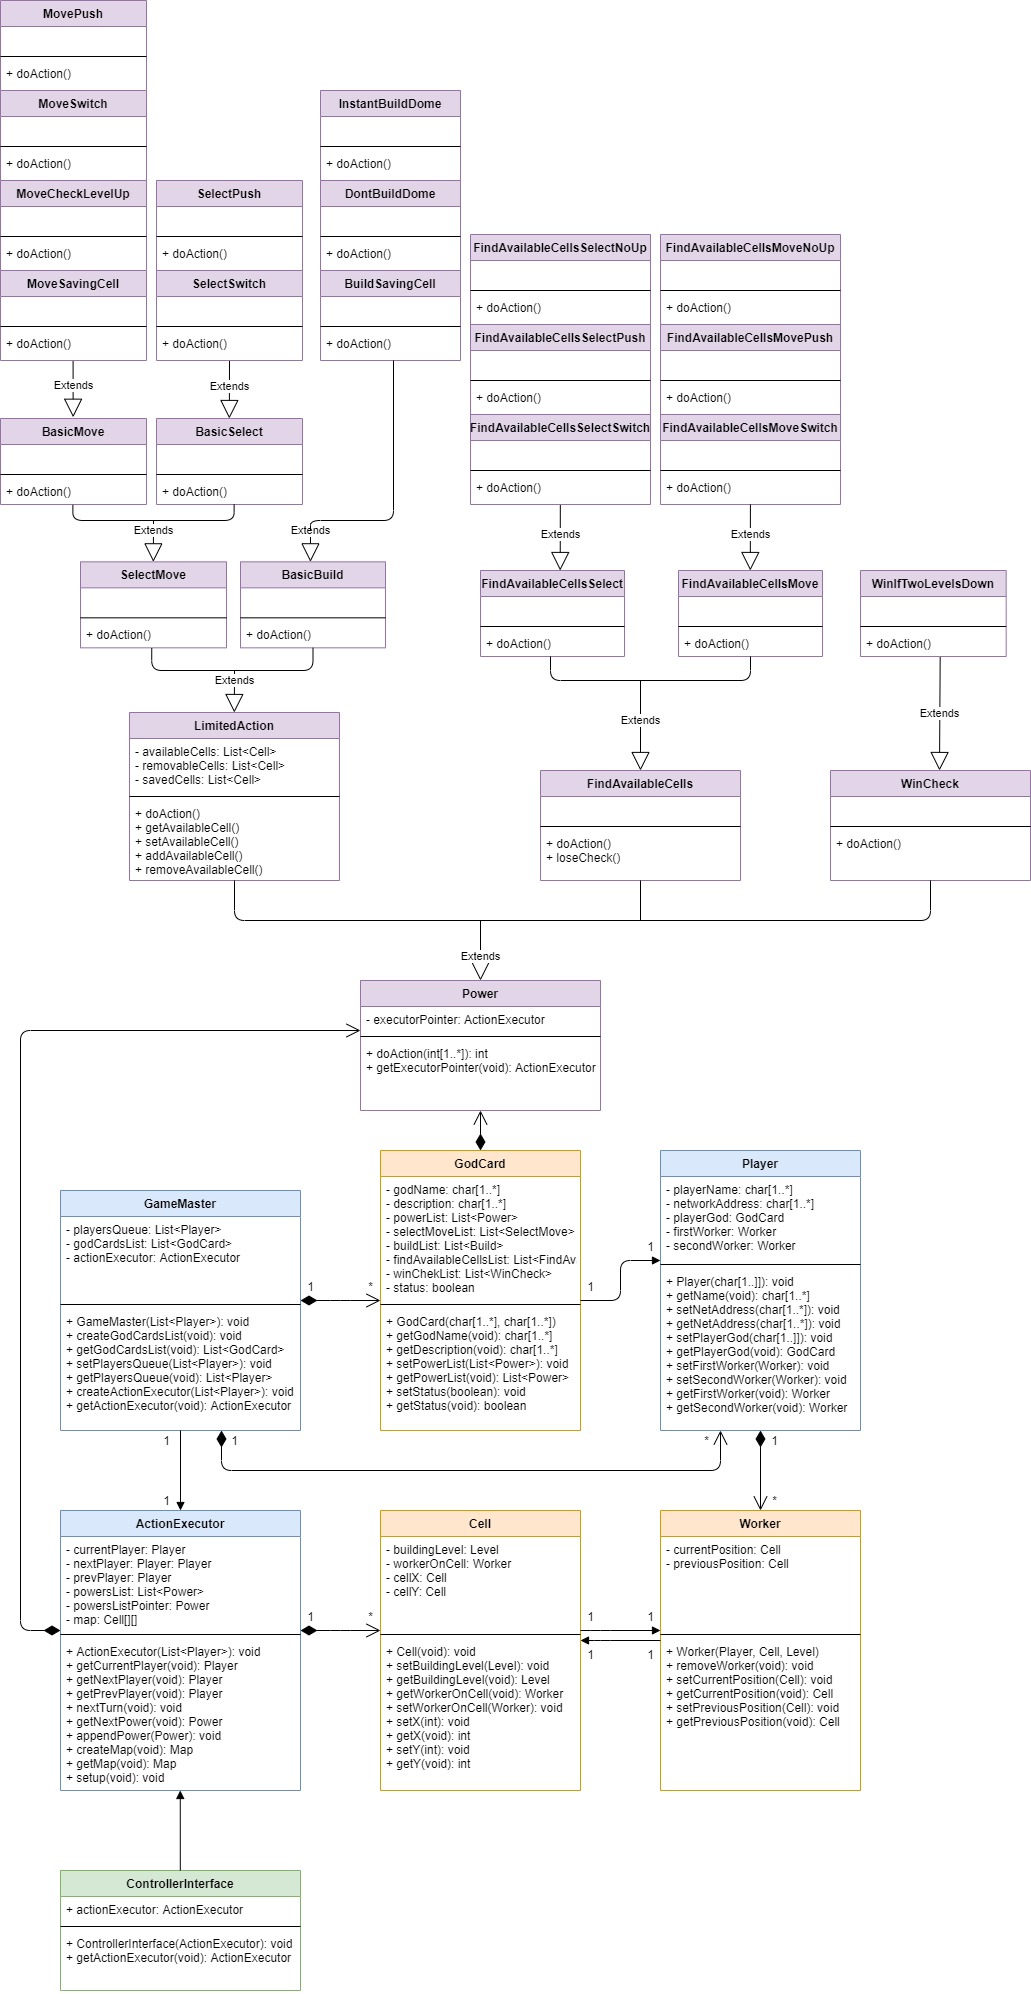 MovePush
+ doAction()
MoveSwitch
+ doAction()
MoveCheckLevelUp
+ doAction()
MoveSavingCell
+ doAction()
SelectPush
+ doAction()
SelectSwitch
+ doAction()
InstantBuildDome
+ doAction()
DontBuildDome
+ doAction()
BuildSavingCell
+ doAction()
FindAvailableCellsSelectNoUp
+ doAction()
FindAvailableCellsSelectPush
+ doAction()
FindAvailableCellsSelectSwitch
+ doAction()
FindAvailableCellsMoveNoUp
+ doAction()
FindAvailableCellsMovePush
+ doAction()
FindAvailableCellsMoveSwitch
+ doAction()
Extends
Extends
BasicMove
+ doAction()
BasicSelect
+ doAction()
Extends
Extends
Extends
Extends
SelectMove
+ doAction()
BasicBuild
+ doAction()
FindAvailableCellsSelect
+ doAction()
FindAvailableCellsMove
+ doAction()
WinIfTwoLevelsDown
+ doAction()
Extends
Extends
Extends
LimitedAction
- availableCells: List<Cell>
- removableCells: List<Cell>
- savedCells: List<Cell>
+ doAction()
+ getAvailableCell()
+ setAvailableCell()
+ addAvailableCell()
+ removeAvailableCell()
FindAvailableCells
+ doAction()
+ loseCheck()
WinCheck
+ doAction()
Extends
Power
- executorPointer: ActionExecutor
+ doAction(int[1..*]): int
+ getExecutorPointer(void): ActionExecutor
GameMaster
- playersQueue: List<Player>
- godCardsList: List<GodCard>
- actionExecutor: ActionExecutor
+ GameMaster(List<Player>): void
+ createGodCardsList(void): void
+ getGodCardsList(void): List<GodCard>
+ setPlayersQueue(List<Player>): void
+ getPlayersQueue(void): List<Player>
+ createActionExecutor(List<Player>): void
+ getActionExecutor(void): ActionExecutor
1
*
GodCard
- godName: char[1..*]
- description: char[1..*]
- powerList: List<Power>
- selectMoveList: List<SelectMove>
- buildList: List<Build>
- findAvailableCellsList: List<FindAv
- winChekList: List<WinCheck>
- status: boolean
+ GodCard(char[1..*], char[1..*])
+ getGodName(void): char[1..*]
+ getDescription(void): char[1..*]
+ setPowerList(List<Power>): void
+ getPowerList(void): List<Power>
+ setStatus(boolean): void
+ getStatus(void): boolean
1
1
Player
- playerName: char[1..*]
- networkAddress: char[1..*]
- playerGod: GodCard
- firstWorker: Worker
- secondWorker: Worker
+ Player(char[1..]]): void
+ getName(void): char[1..*]
+ setNetAddress(char[1..*]): void
+ getNetAddress(char[1..*]): void
+ setPlayerGod(char[1..]]): void
+ getPlayerGod(void): GodCard
+ setFirstWorker(Worker): void
+ setSecondWorker(Worker): void
+ getFirstWorker(void): Worker
+ getSecondWorker(void): Worker
1
1
*
1
1
*
ActionExecutor
- currentPlayer: Player
- nextPlayer: Player: Player
- prevPlayer: Player
- powersList: List<Power>
- powersListPointer: Power
- map: Cell[][]
+ ActionExecutor(List<Player>): void
+ getCurrentPlayer(void): Player
+ getNextPlayer(void): Player
+ getPrevPlayer(void): Player
+ nextTurn(void): void
+ getNextPower(void): Power
+ appendPower(Power): void
+ createMap(void): Map
+ getMap(void): Map
+ setup(void): void
1
*
Cell
- buildingLevel: Level
- workerOnCell: Worker
- cellX: Cell
- cellY: Cell
+ Cell(void): void
+ setBuildingLevel(Level): void
+ getBuildingLevel(void): Level
+ getWorkerOnCell(void): Worker
+ setWorkerOnCell(Worker): void
+ setX(int): void
+ getX(void): int
+ setY(int): void
+ getY(void): int
1
1
1
1
Worker
- currentPosition: Cell
- previousPosition: Cell
+ Worker(Player, Cell, Level)
+ removeWorker(void): void
+ setCurrentPosition(Cell): void
+ getCurrentPosition(void): Cell
+ setPreviousPosition(Cell): void
+ getPreviousPosition(void): Cell
ControllerInterface
+ actionExecutor: ActionExecutor
+ ControllerInterface(ActionExecutor): void
+ getActionExecutor(void): ActionExecutor